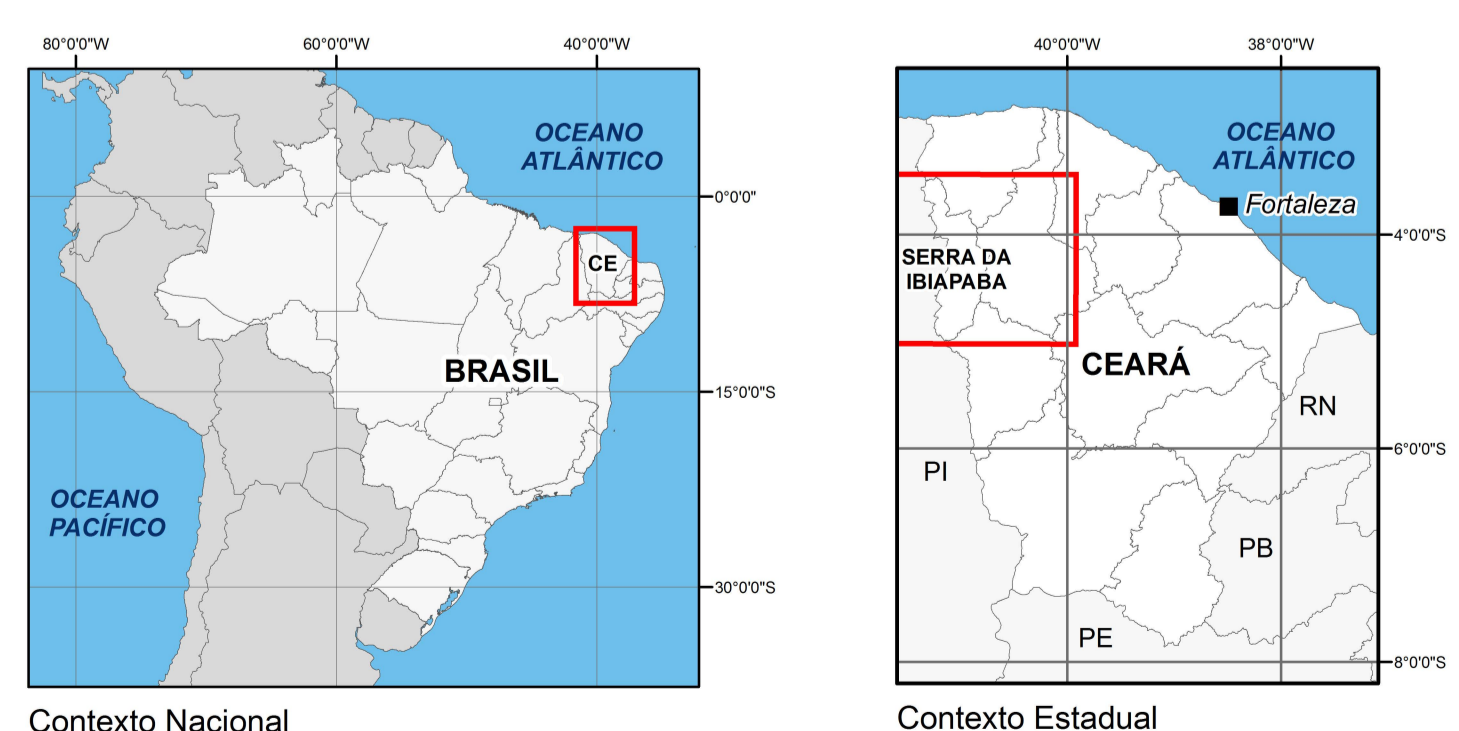 80°0'0"W
60°0'0"W
40°0'0"W
OCEANO
ATLÂNTICO
0°0'0"
CE
BRASIL
15°0'0"S
OCEANO
PACÍFICO
30°0'0"S
Contexto Nacional
40°0'0"W
38°0'0"W
OCEANO
ATLÂNTICO
Fortaleza
4°0'0"S
SERRA DA
IBIAPABA
CEARÁ
RN
6°0'0"S
PI
PB
PE
8°0'0"S
Contexto Estadual